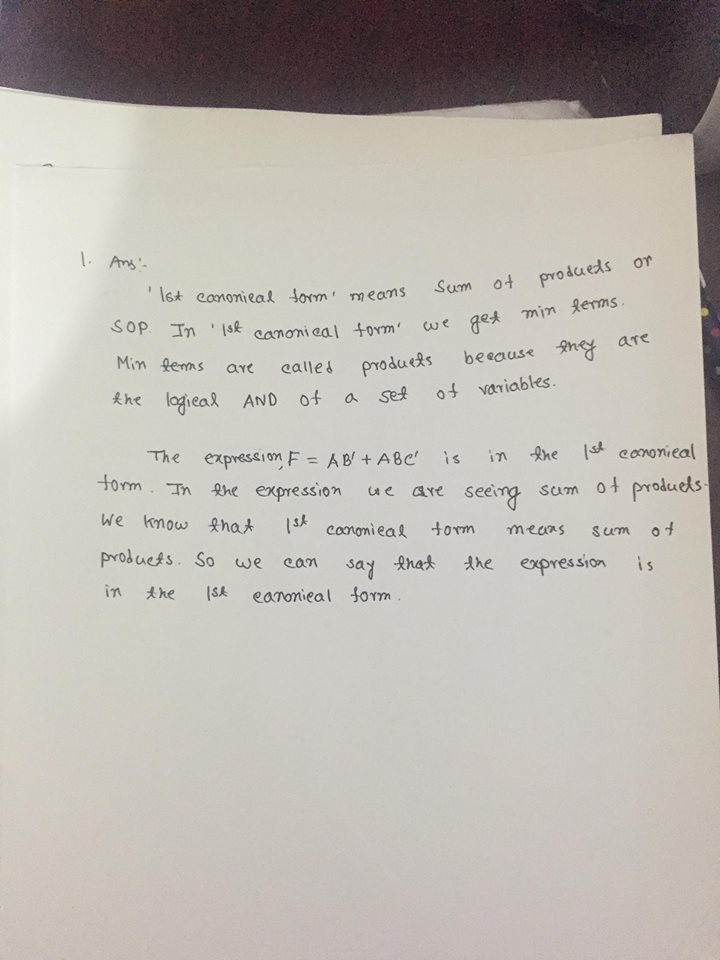 1. Ans:-
'1st canonical form' means Sum of products or
SOP. In '1st canonical form' we get min terms.
Min terms are called products because they are
the logical AND of a set of variables.
The expression, F = AB' + ABC' is in the 1st canonical
form. In the expression we are seeing sum of products.
We know that 1st canonical form means sum of
products. So we can say that the expression is
in the 1st canonical form.